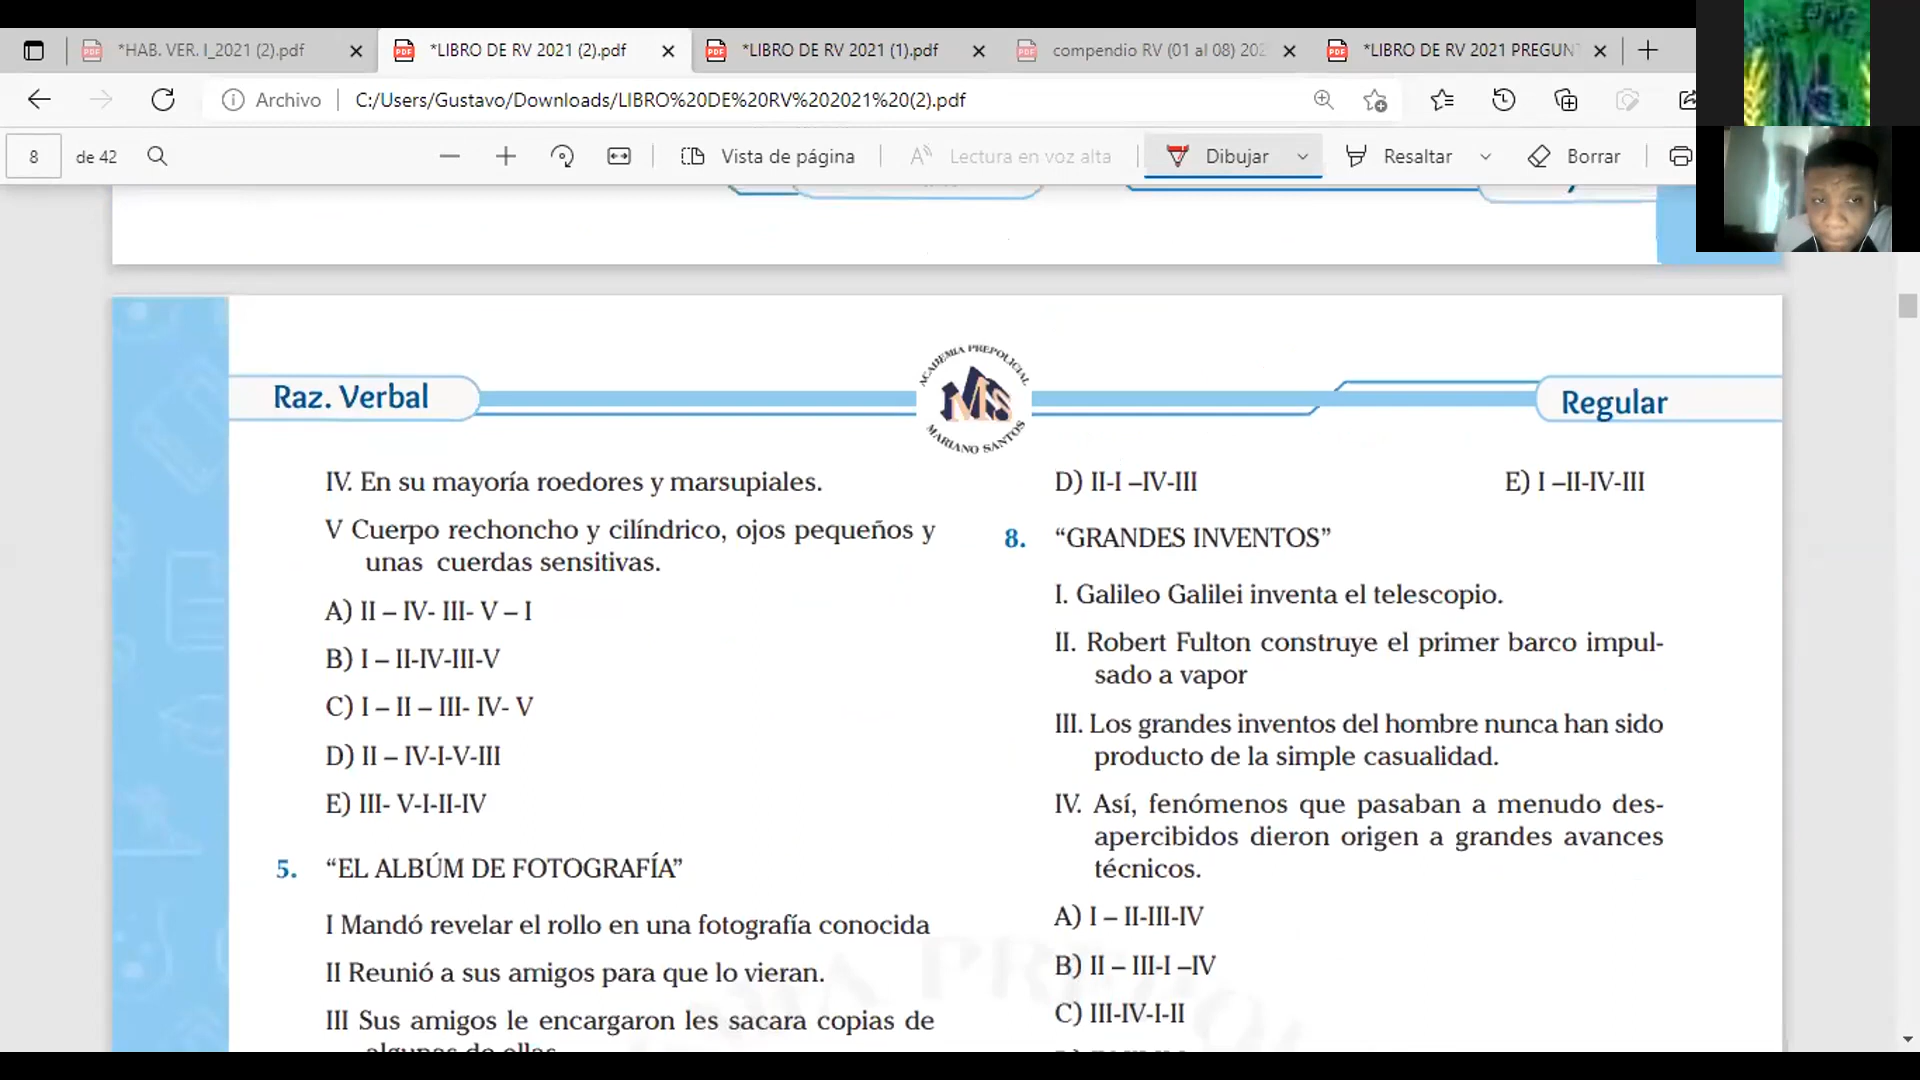 *HAB. VER. I_2021 (2).pdf
*LIBRO DE RV 2021 (2).pdf
*LIBRO DE RV 2021 (1).pdf
compendio RV (01 al 08) 202
*LIBRO DE RV 2021 PREGUNT
Archivo
C:/Users/Gustavo/Downloads/LIBRO%20DE%20RV%202021%20(2).pdf
8 de 42
Vista de página
Lectura en voz alta
Dibujar
Resaltar
Borrar
Raz. Verbal
ACADEMIA PREPOLICIAL
MS
MARIANO SANTOS
Regular
IV. En su mayoría roedores y marsupiales.
V Cuerpo rechoncho y cilíndrico, ojos pequeños y
unas cuerdas sensitivas.
A) II – IV- III- V – I
B) I – II-IV-III-V
C) I – II – III- IV- V
D) II – IV-I-V-III
E) III- V-I-II-IV
5. “EL ALBÚM DE FOTOGRAFÍA”
I Mandó revelar el rollo en una fotografía conocida
II Reunió a sus amigos para que lo vieran.
III Sus amigos le encargaron les sacara copias de
algunas de ellas
D) II-I –IV-III E) I –II-IV-III
8. “GRANDES INVENTOS”
I. Galileo Galilei inventa el telescopio.
II. Robert Fulton construye el primer barco impul-
sado a vapor
III. Los grandes inventos del hombre nunca han sido
producto de la simple casualidad.
IV. Así, fenómenos que pasaban a menudo des-
apercibidos dieron origen a grandes avances
técnicos.
A) I – II-III-IV
B) II – III-I –IV
C) III-IV-I-II